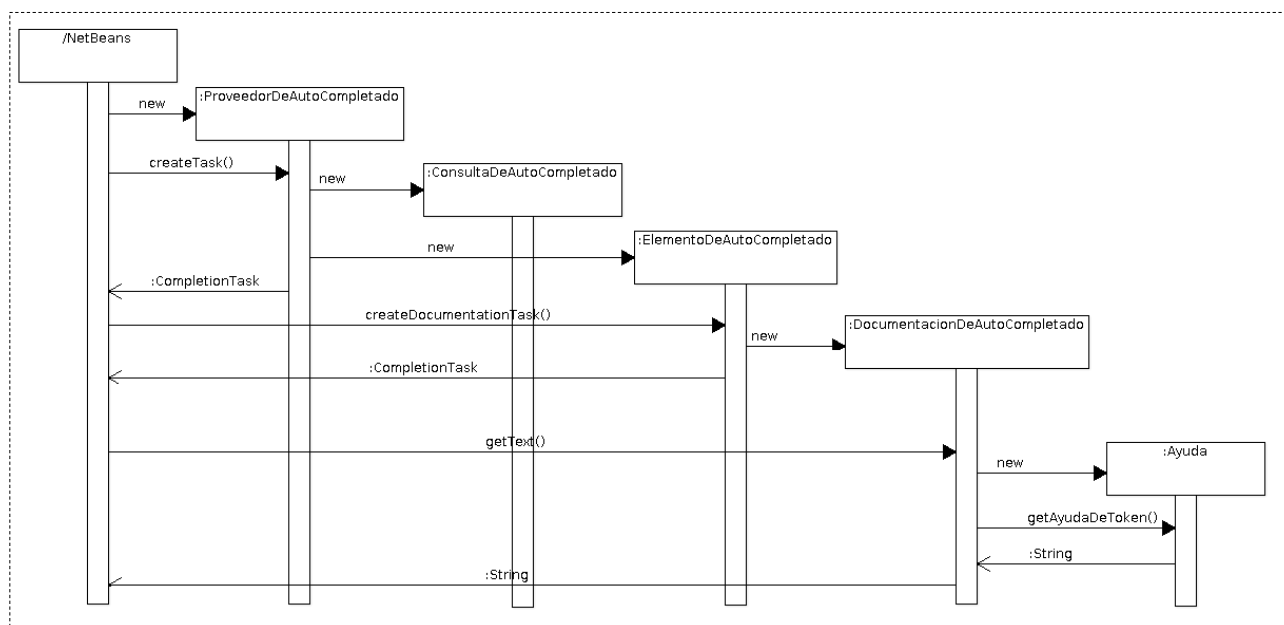 /NetBeans
:ProveedorDeAutoCompletado
new
createTask()
:ConsultaDeAutoCompletado
new
:ElementoDeAutoCompletado
new
:CompletionTask
createDocumentationTask()
:DocumentacionDeAutoCompletado
new
:CompletionTask
getText()
:Ayuda
new
getAyudaDeToken()
:String
:String